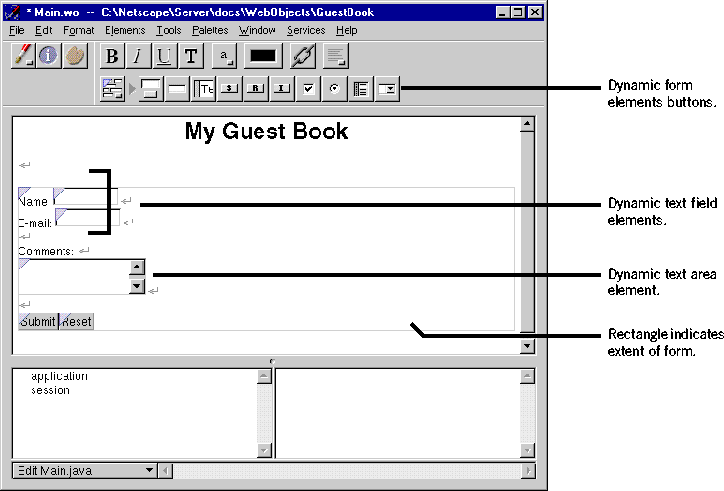 * Main.wo -- C:\Netscape\Server\docs\WebObjects\GuestBook
File Edit Format Elements Tools Palettes Window Services Help
B I U T a
Te $ R I
Dynamic form
elements buttons.
My Guest Book
Name
E-mail:
Dynamic text field
elements.
Comments:
Dynamic text area
element.
Submit Reset
Rectangle indicates
extent of form.
application
session
Edit Main.java